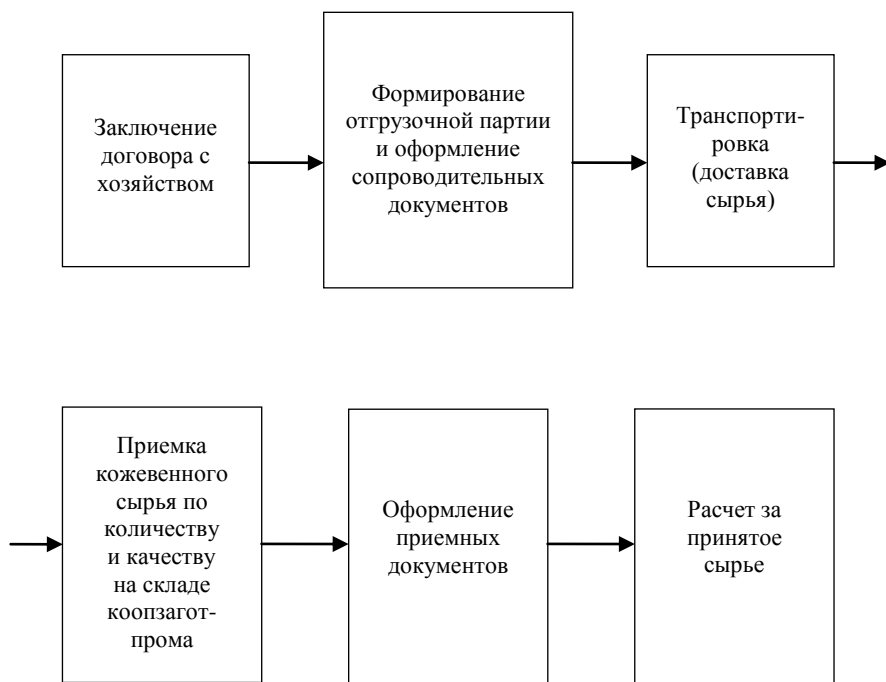 Заключение
договора с
хозяйством
Формирование
отгрузочной партии
и оформление
сопроводительных
документов
Транспорти-
ровка
(доставка
сырья)
Приемка
кожевенного
сырья по
количеству
и качеству
на складе
коопзагот-
прома
Оформление
приемных
документов
Расчет за
принятое
сырье